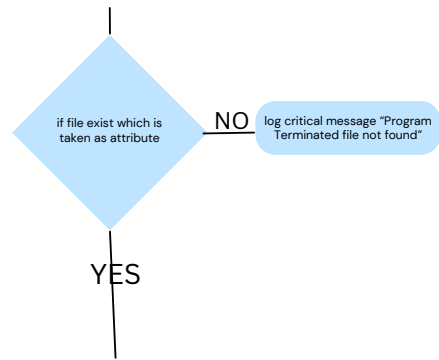 if file exist which is
taken as attribute
NO
log critical message “Program
Terminated file not found”
YES